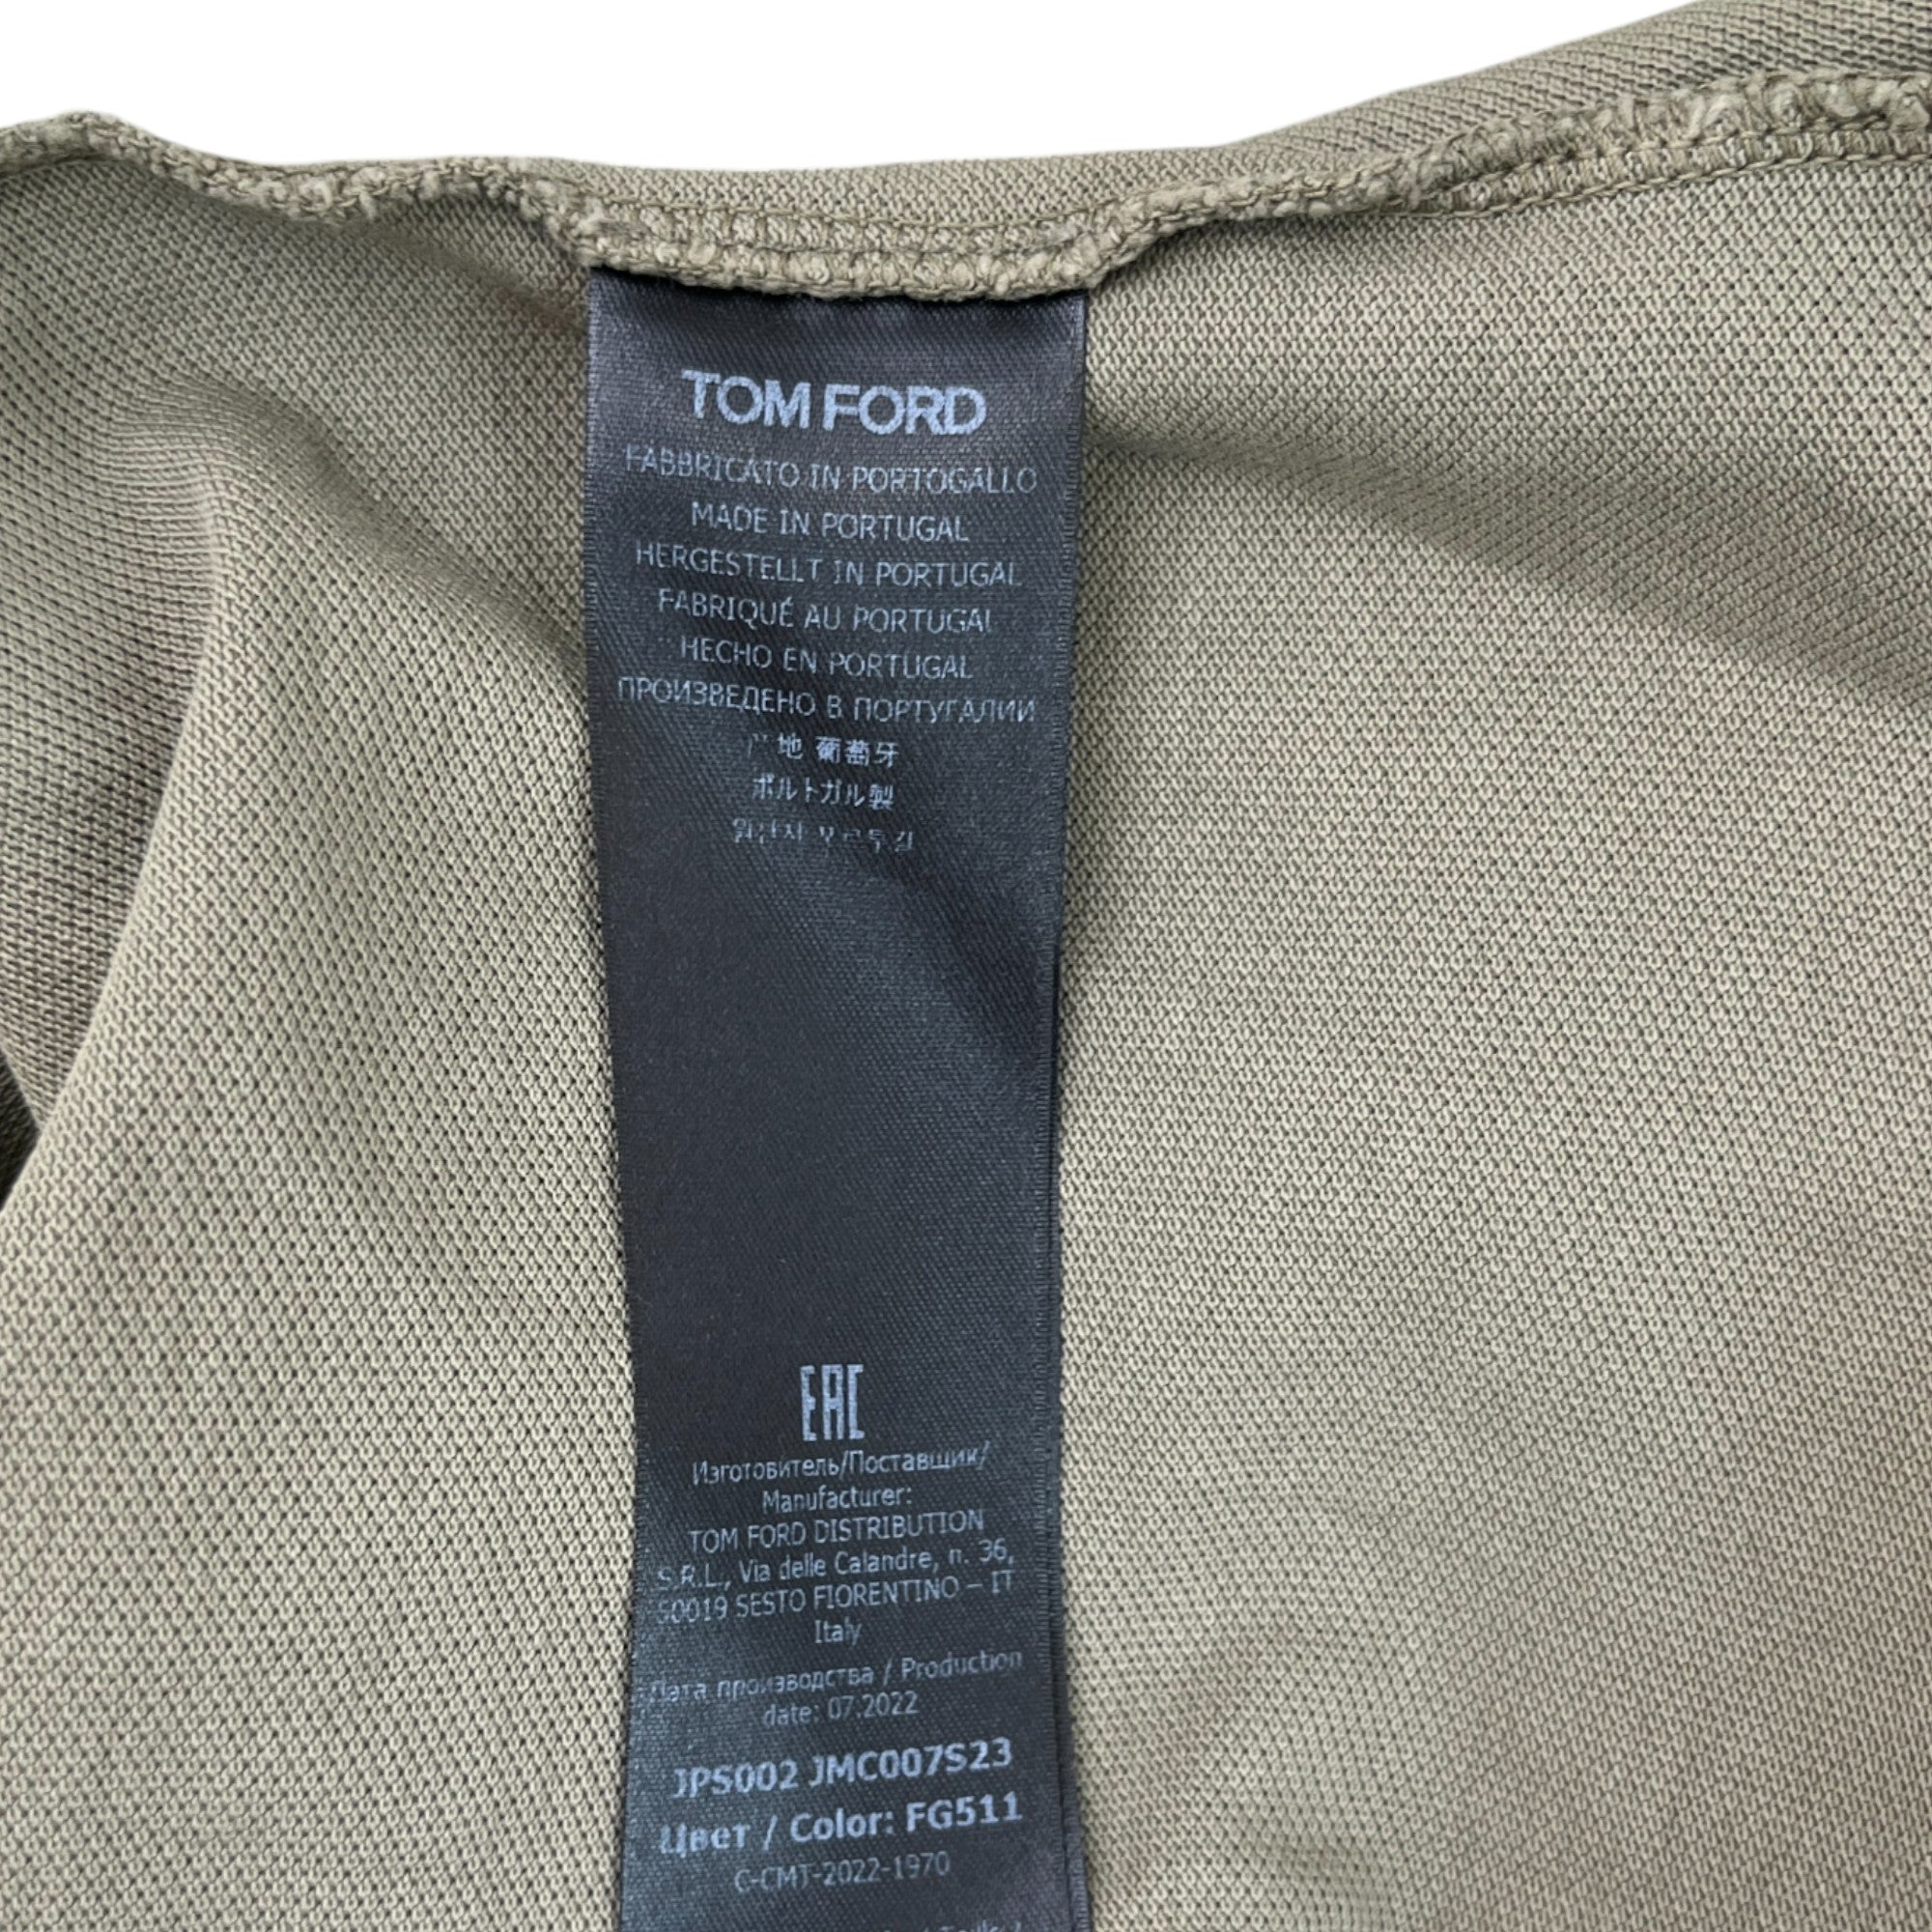 TOM FORD
FABBRICATO IN PORTOGALLO
MADE IN PORTUGAL
HERGESTELLT IN PORTUGAL
FABRIQUÉ AU PORTUGAL
HECHO EN PORTUGAL
ПРОИЗВЕДЕНО В ПОРТУГАЛИИ
产地 葡萄牙
ポルトガル製
EAC
Изготовитель/Поставщик/
Manufacturer:
TOM FORD DISTRIBUTION
S.R.L., Via delle Calandre, n. 36,
50019 SESTO FIORENTINO – IT
Italy
Дата производства / Production
date: 07.2022
JPS002 JMC007S23
Цвет / Color: FG511
C-CMT-2022-1970